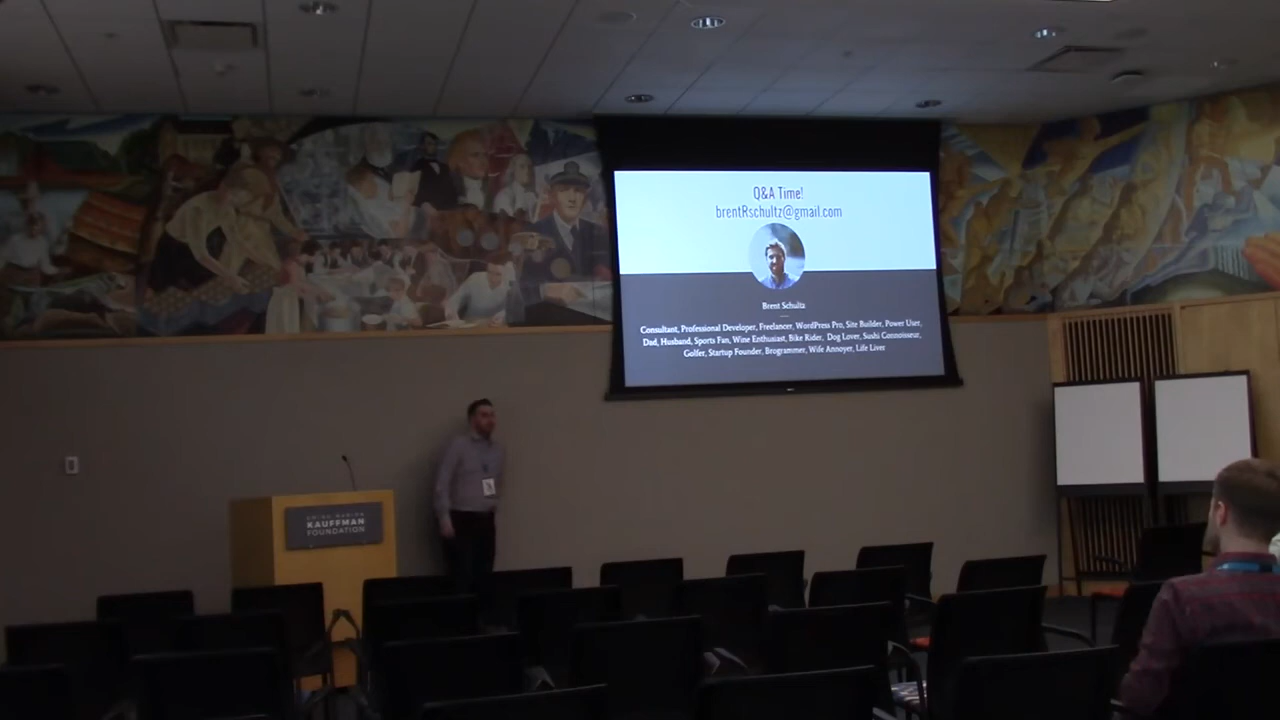 Q&A Time!
brentRschultz@gmail.com
Brent Schultz
Consultant, Professional Developer, Freelancer, WordPress Pro, Site Builder, Power User,
Dad, Husband, Sports Fan, Wine Enthusiast, Bike Rider, Dog Lover, Sushi Connoisseur,
Golfer, Startup Founder, Brogrammer, Wife Annoyer, Life Liver
EWING MARION
KAUFFMAN
FOUNDATION